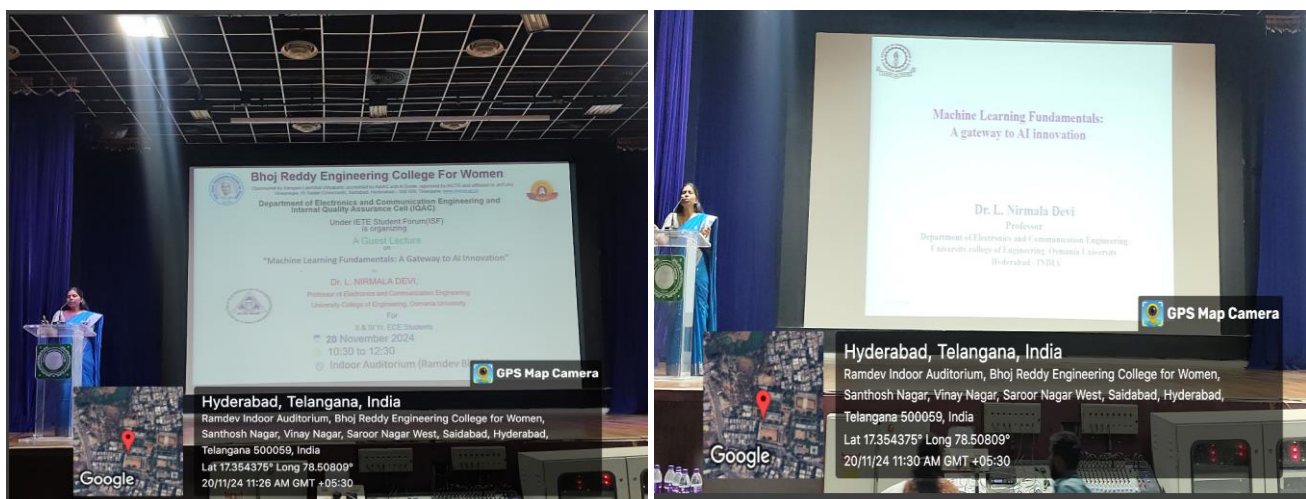 Bhoj Reddy Engineering College For Women
Department of Electronics and Communication Engineering and
Internal Quality Assurance Cell (IQAC)
Under IETE Student Forum(ISF)
is organizing
A Guest Lecture
on
"Machine Learning Fundamentals: A Gateway to AI Innovation"
Dr. L. NIRMALA DEVI,
Professor of Electronics and Communication Engineering
University College of Engineering, Osmania University
For
II & III Yr. ECE Students
20 November 2024
10:30 to 12:30
Indoor Auditorium (Ramdev
GPS Map Camera
Hyderabad, Telangana, India
Ramdev Indoor Auditorium, Bhoj Reddy Engineering College for Women,
Santhosh Nagar, Vinay Nagar, Saroor Nagar West, Saidabad, Hyderabad,
Telangana 500059, India
Lat 17.354375° Long 78.50809°
20/11/24 11:26 AM GMT +05:30
Google
Machine Learning Fundamentals:
A gateway to AI innovation
Dr. L. Nirmala Devi
Professor
Department of Electronics and Communication Engineering
University college of Engineering, Osmania University
Hyderabad - INDIA
GPS Map Camera
Hyderabad, Telangana, India
Ramdev Indoor Auditorium, Bhoj Reddy Engineering College for Women,
Santhosh Nagar, Vinay Nagar, Saroor Nagar West, Saidabad, Hyderabad,
Telangana 500059, India
Lat 17.354375° Long 78.50809°
20/11/24 11:30 AM GMT +05:30
Google